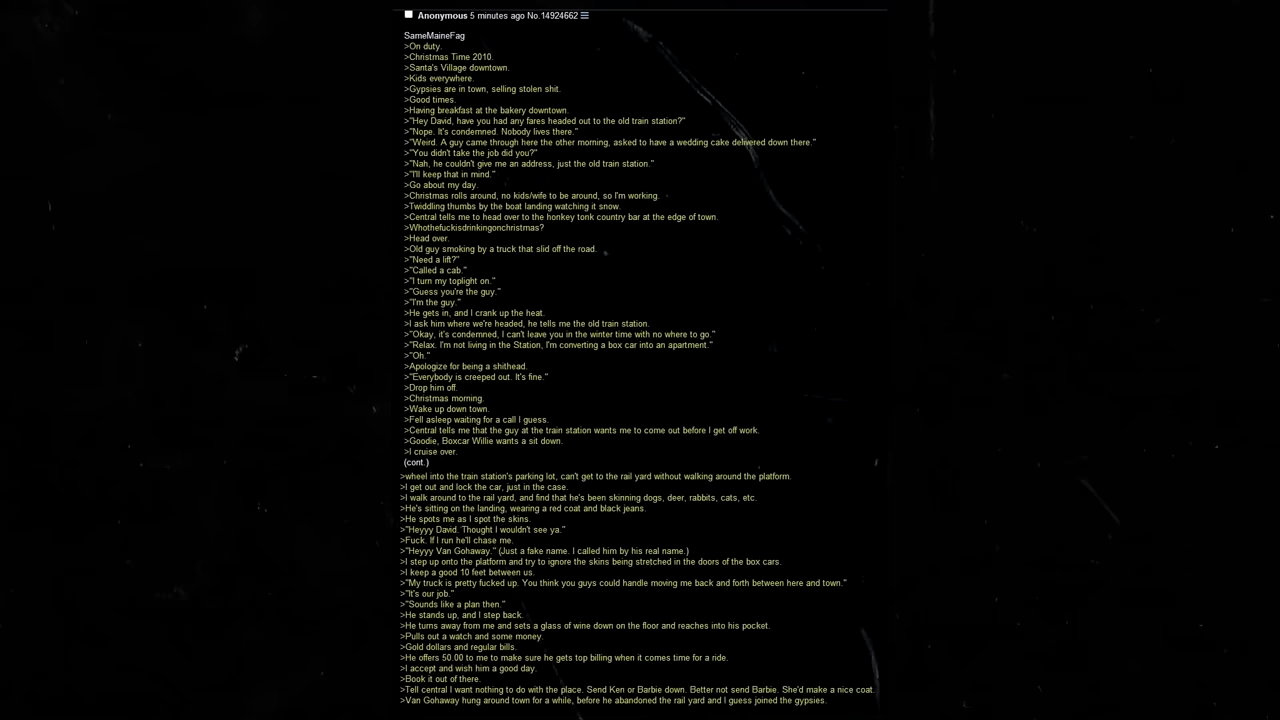 Anonymous 5 minutes ago No.14924662
SameMaineFag
>On duty.
>Christmas Time 2010.
>Santa's Village downtown.
>Kids everywhere.
>Gypsies are in town, selling stolen shit.
>Good times.
>Having breakfast at the bakery downtown.
>"Hey David, have you had any fares headed out to the old train station?"
>"Nope. It's condemned. Nobody lives there."
>"Weird. A guy came through here the other morning, asked to have a wedding cake delivered down there."
>"You didn't take the job did you?"
>"Nah, he couldn't give me an address, just the old train station."
>"I'll keep that in mind."
>Go about my day.
>Christmas rolls around, no kids/wife to be around, so I'm working.
>Twiddling thumbs by the boat landing watching it snow.
>Central tells me to head over to the honkey tonk country bar at the edge of town.
>Whothefuckisdrinkingonchristmas?
>Head over.
>Old guy smoking by a truck that slid off the road.
>"Need a lift?"
>"Called a cab."
>"I turn my toplight on."
>"Guess you're the guy."
>"I'm the guy."
>He gets in, and I crank up the heat.
>I ask him where we're headed, he tells me the old train station.
>"Okay, it's condemned, I can't leave you in the winter time with no where to go."
>"Relax. I'm not living in the Station, I'm converting a box car into an apartment."
>"Oh."
>Apologize for being a shithead.
>"Everybody is creeped out. It's fine."
>Drop him off.
>Christmas morning.
>Wake up down town.
>Fell asleep waiting for a call I guess.
>Central tells me that the guy at the train station wants me to come out before I get off work.
>Goodie, Boxcar Willie wants a sit down.
>I cruise over.
(cont.)
>wheel into the train station's parking lot, can't get to the rail yard without walking around the platform.
>I get out and lock the car, just in the case.
>I walk around to the rail yard, and find that he's been skinning dogs, deer, rabbits, cats, etc.
>He's sitting on the landing, wearing a red coat and black jeans.
>He spots me as I spot the skins.
>"Heyyy David. Thought I wouldn't see ya."
>Fuck. If I run he'll chase me.
>"Heyyy Van Gohaway." (Just a fake name. I called him by his real name.)
>I step up onto the platform and try to ignore the skins being stretched in the doors of the box cars.
>I keep a good 10 feet between us.
>"My truck is pretty fucked up. You think you guys could handle moving me back and forth between here and town."
>"It's our job."
>"Sounds like a plan then."
>He stands up, and I step back.
>He turns away from me and sets a glass of wine down on the floor and reaches into his pocket.
>Pulls out a watch and some money.
>Gold dollars and regular bills.
>He offers 50.00 to me to make sure he gets top billing when it comes time for a ride.
>I accept and wish him a good day.
>Book it out of there.
>Tell central I want nothing to do with the place. Send Ken or Barbie down. Better not send Barbie. She'd make a nice coat.
>Van Gohaway hung around town for a while, before he abandoned the rail yard and I guess joined the gypsies.